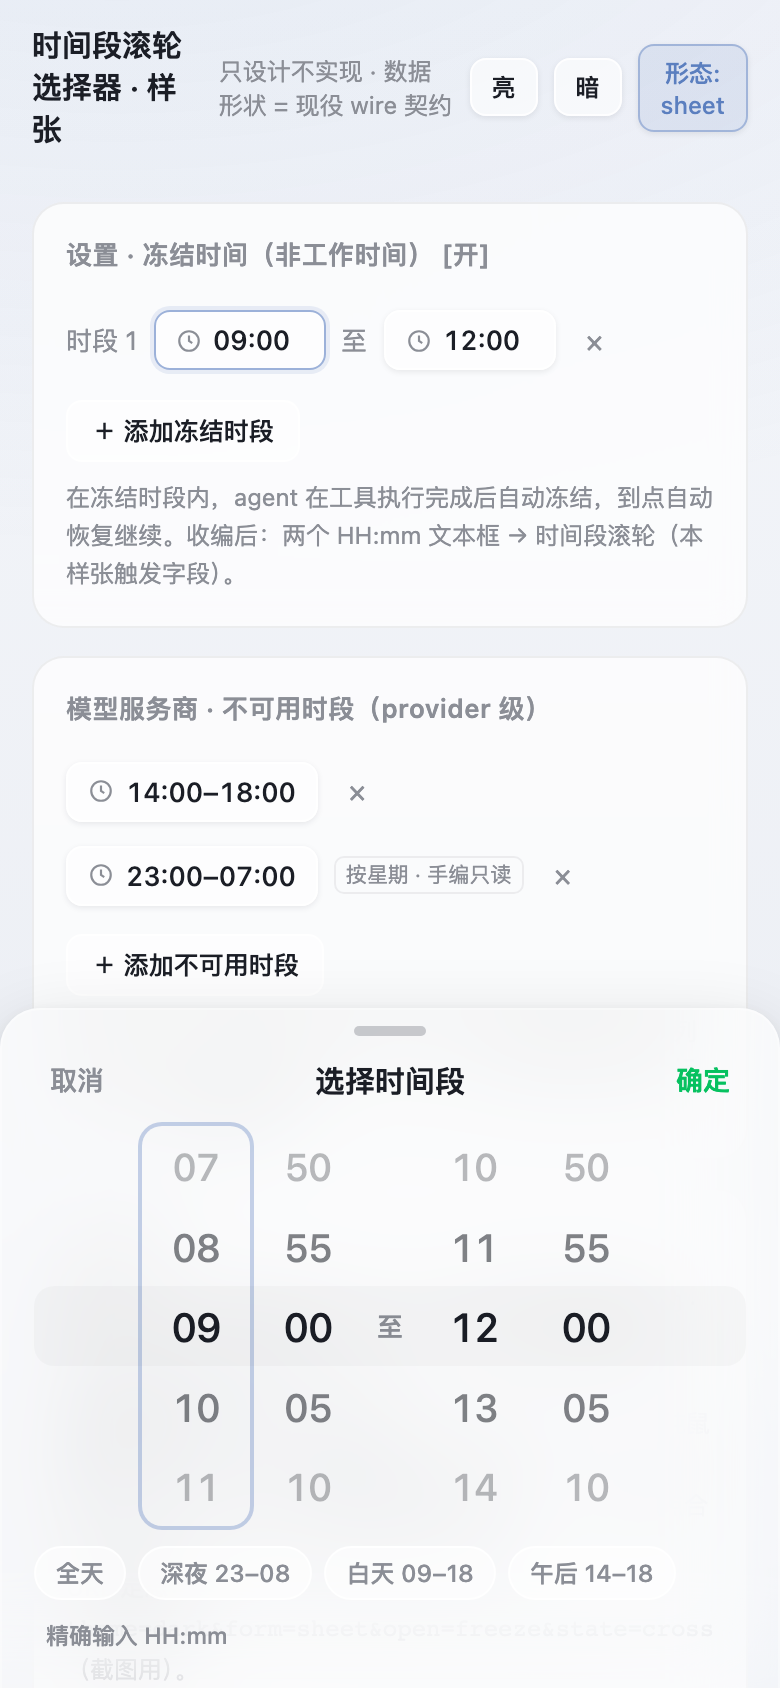 时间段滚轮
选择器 · 样
张
只设计不实现 · 数据
形状 = 现役 wire 契约
亮
暗
形态:
sheet
设置 · 冻结时间（非工作时间） [开]
时段 1 09:00 至 12:00 ×
+ 添加冻结时段
在冻结时段内，agent 在工具执行完成后自动冻结，到点自动
恢复继续。收编后：两个 HH:mm 文本框 → 时间段滚轮（本
样张触发字段）。
模型服务商 · 不可用时段（provider 级）
14:00–18:00 ×
23:00–07:00 按星期 · 手编只读 ×
+ 添加不可用时段
取消 选择时间段 确定
07 50 10 50
08 55 11 55
09 00 至 12 00
10 05 13 05
11 10 14 10
全天 深夜 23–08 白天 09–18 午后 14–18
精确输入 HH:mm
form=sheet&open=freeze&state=cross
（截图用）。